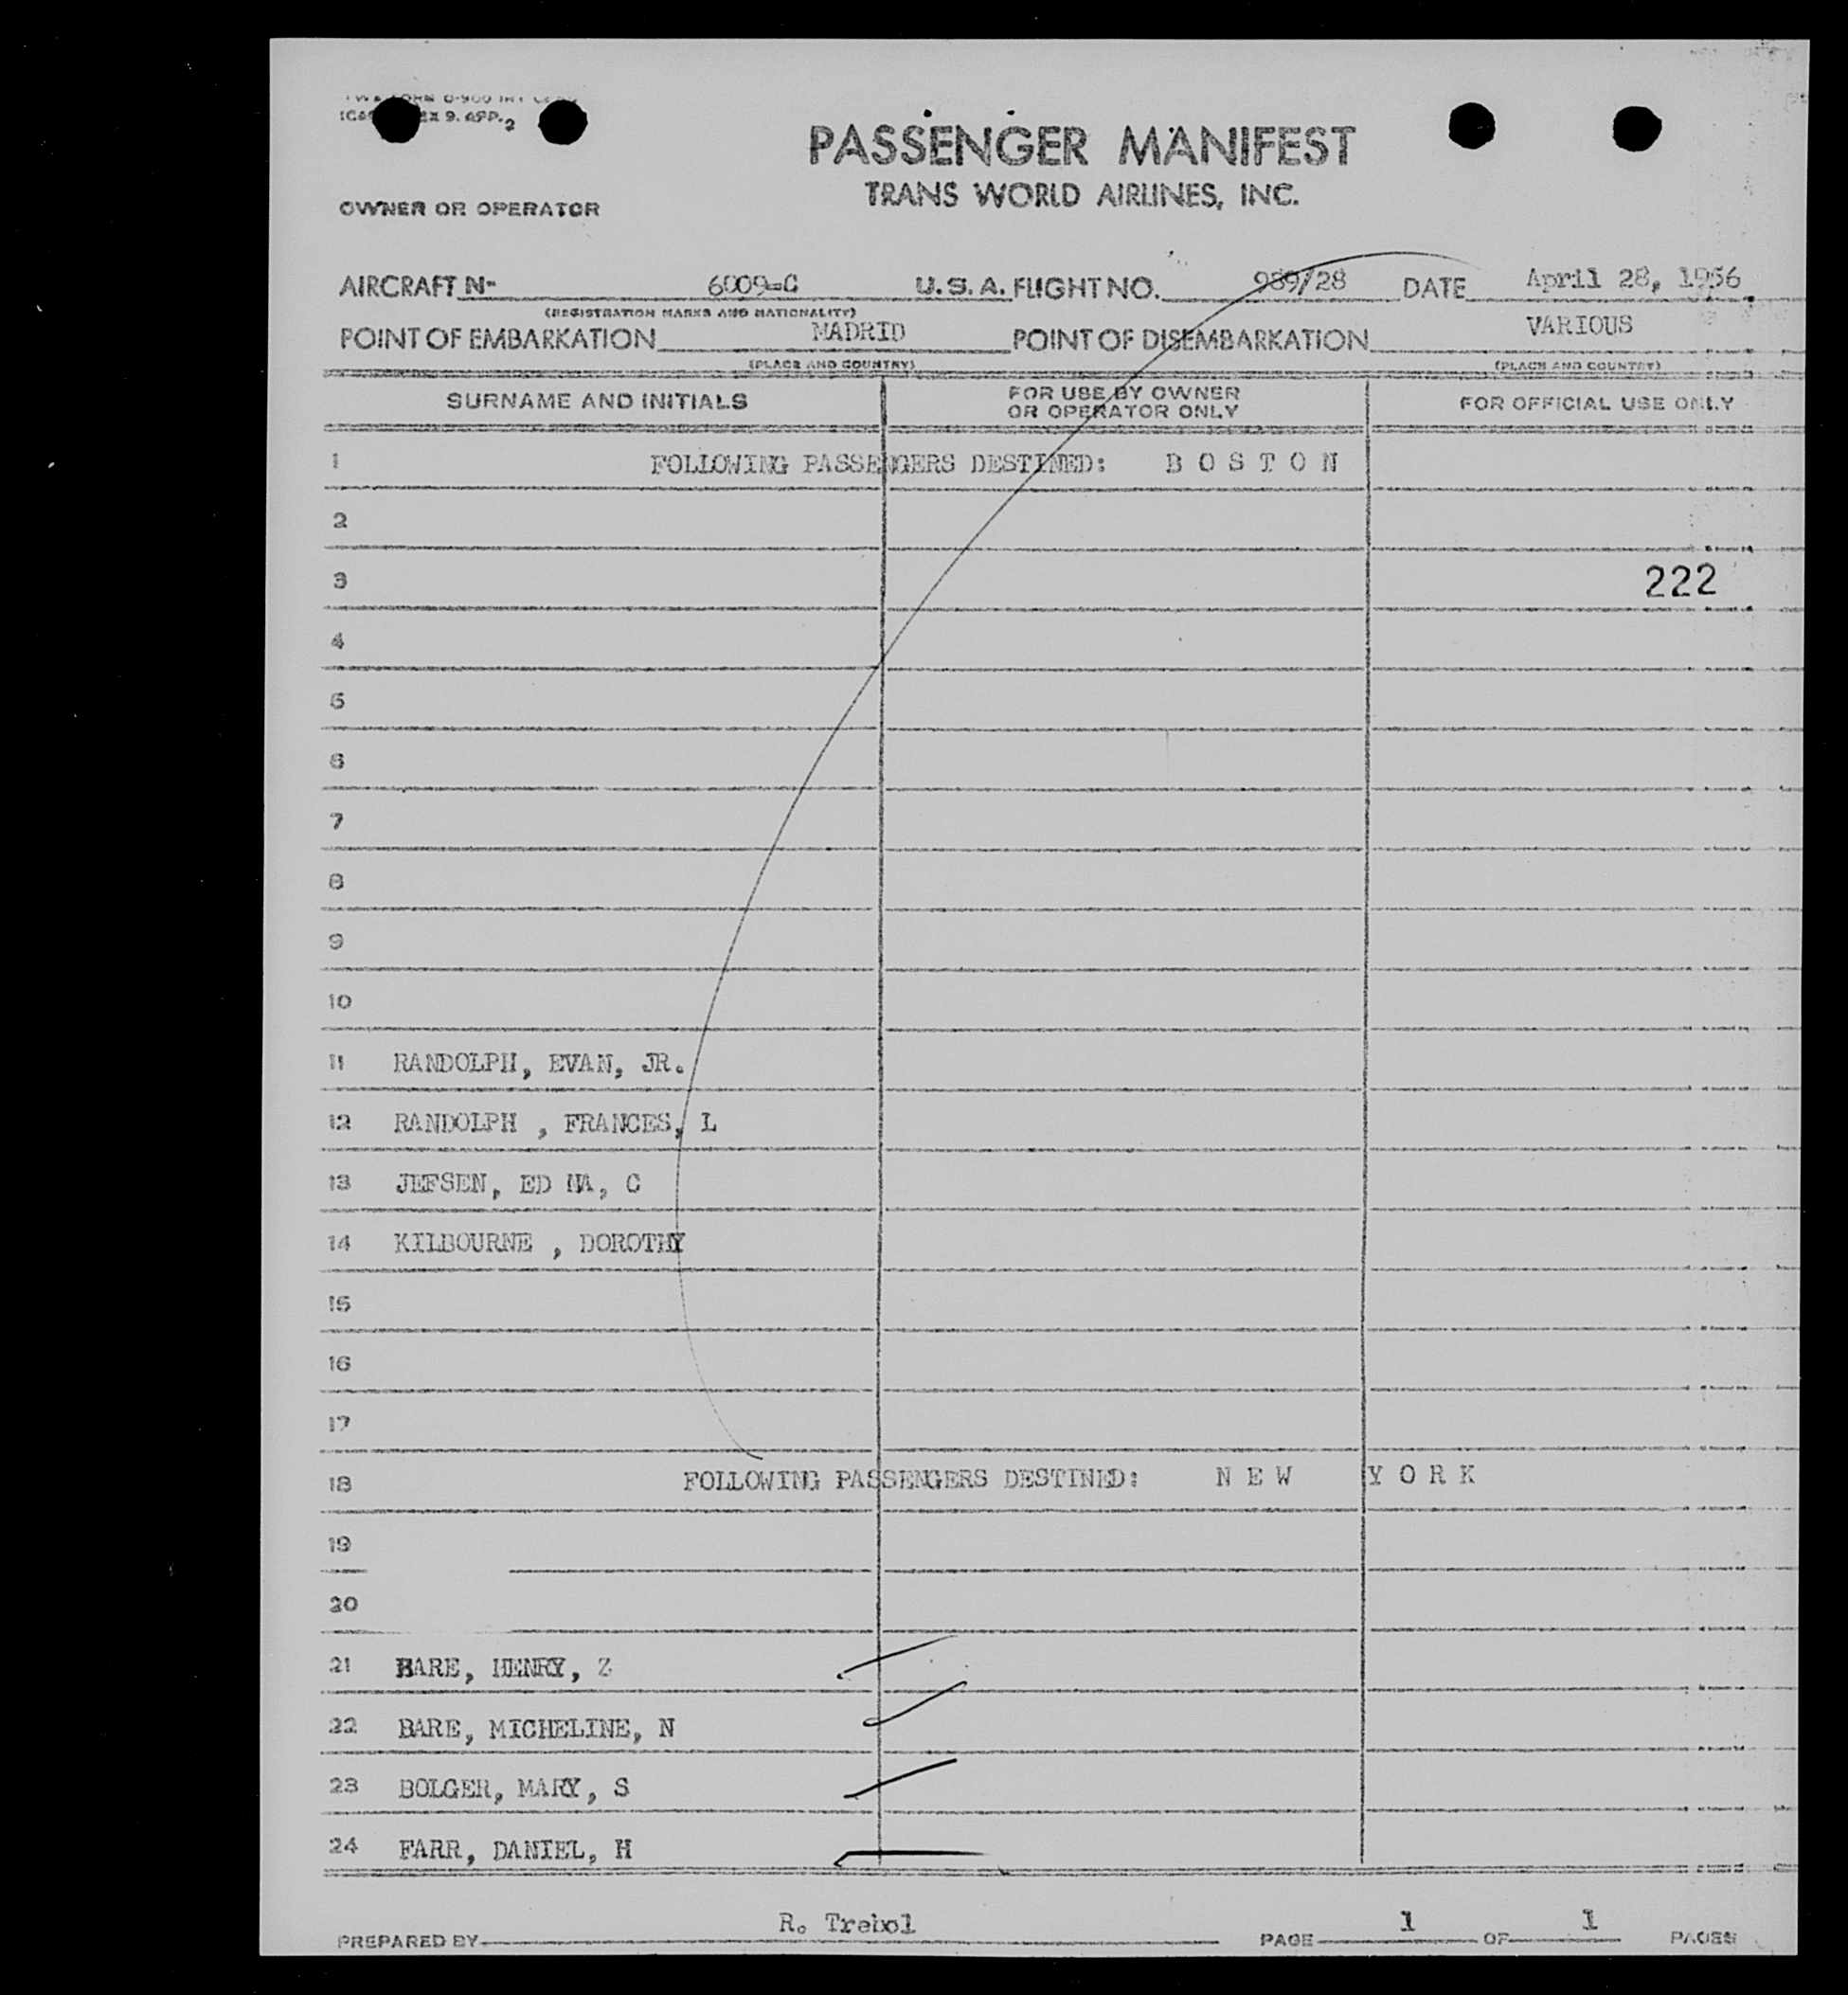 PASSENGER MANIFEST
TRANS WORLD AIRLINES, INC.
OWNER OR OPERATOR
AIRCRAFT N- 6009-C U.S.A. FLIGHT NO. 989/28 DATE April 28, 1956
(REGISTRATION MARKS AND NATIONALITY)
POINT OF EMBARKATION MADRID POINT OF DISEMBARKATION VARIOUS
(PLACE AND COUNTRY) (PLACE AND COUNTRY)
SURNAME AND INITIALS FOR USE BY OWNER OR OPERATOR ONLY FOR OFFICIAL USE ONLY
1 FOLLOWING PASSENGERS DESTINED: B O S T O N
2
3 222
4
5
6
7
8
9
10
11 RANDOLPH, EVAN, JR.
12 RANDOLPH , FRANCES, L
13 JEFSEN, ED NA, C
14 KILBOURNE , DOROTHY
15
16
17
18 FOLLOWING PASSENGERS DESTINED: N E W Y O R K
19
20
21 BARE, HENRY, Z
22 BARE, MICHELINE, N
23 BOLGER, MARY, S
24 FARR, DANIEL, H
PREPARED BY R. Trebol PAGE 1 OF 1 PAGES